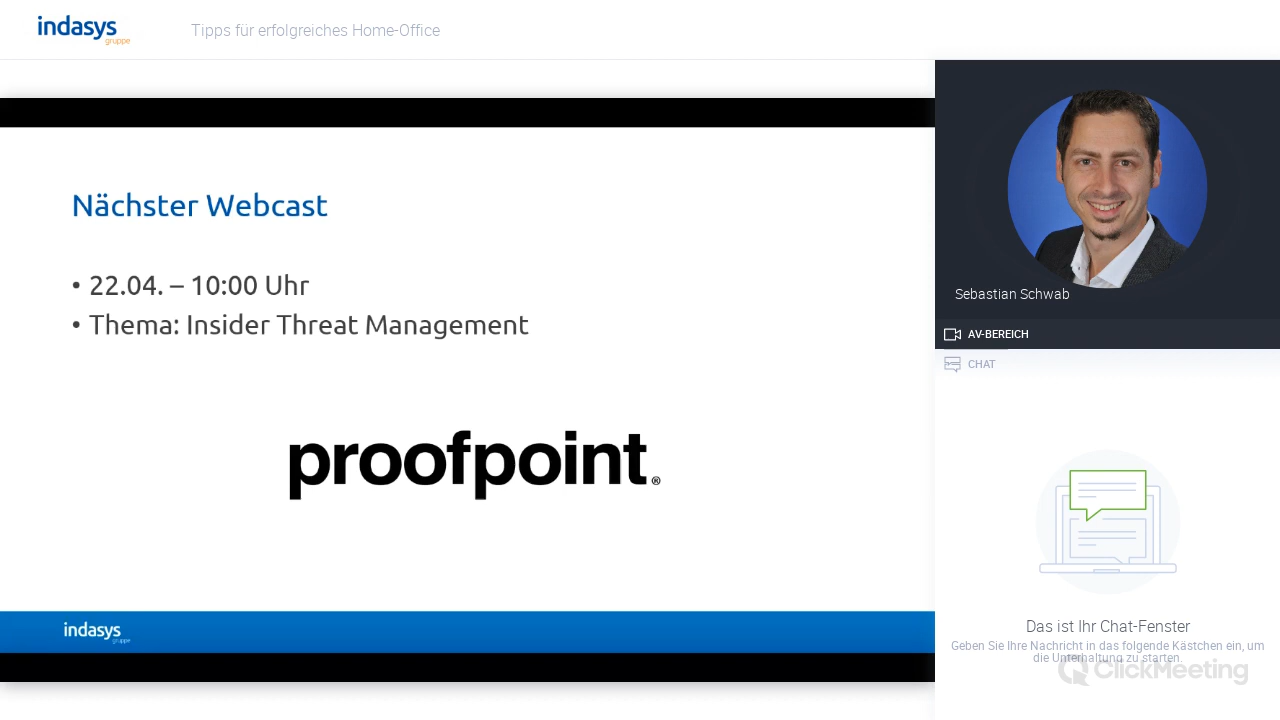 indasys
gruppe
Tipps für erfolgreiches Home-Office
Nächster Webcast
• 22.04. – 10:00 Uhr
• Thema: Insider Threat Management
proofpoint®
indasys
gruppe
Sebastian Schwab
AV-BEREICH
CHAT
Das ist Ihr Chat-Fenster
Geben Sie Ihre Nachricht in das folgende Kästchen ein, um
die Unterhaltung zu starten.
ClickMeeting